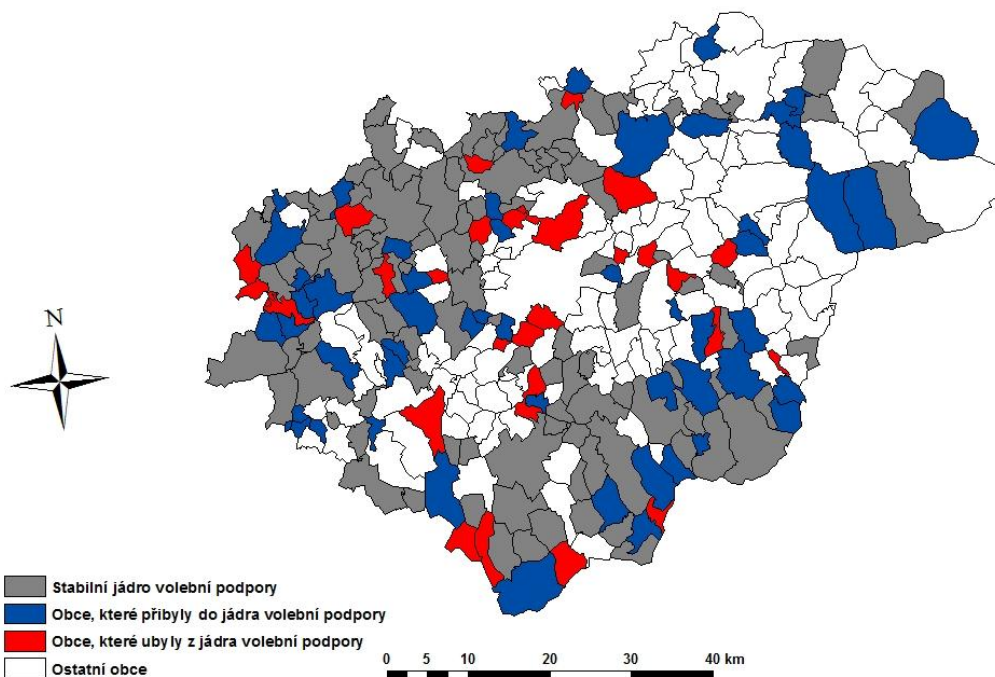 N
Stabilní jádro volební podpory
Obce, které přibyly do jádra volební podpory
Obce, které ubyly z jádra volební podpory
Ostatní obce
0 5 10 20 30 40 km